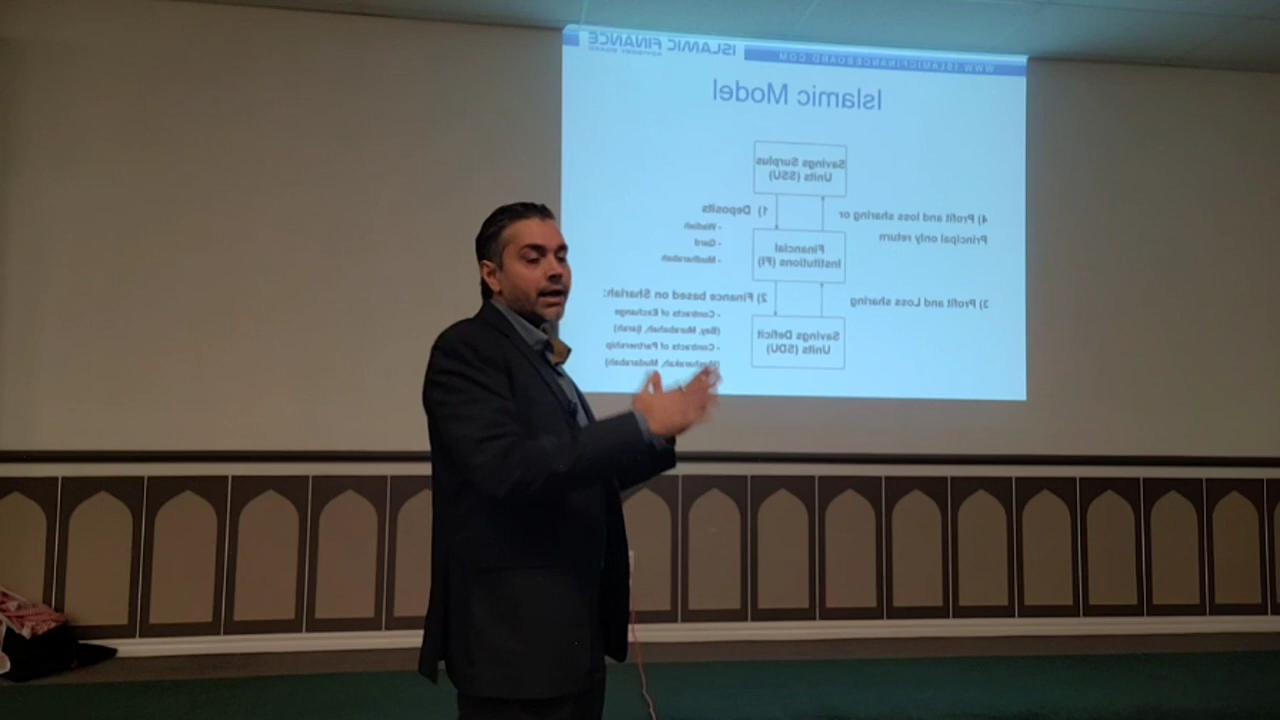 ISLAMIC FINANCE
ADVISORY BOARD
WWW.ISLAMICFINANCEBOARD.COM
Islamic Model
Savings Surplus
Units (SSU)
1) Deposits
- Wadiah
- Qard
- Mudharabah
4) Profit and loss sharing or
Principal only return
Financial
Institutions (FI)
2) Finance based on Shariah:
- Contracts of Exchange
(Bay, Murabahah, Ijarah)
- Contracts of Partnership
(Musharakah, Mudarabah)
3) Profit and Loss sharing
Savings Deficit
Units (SDU)